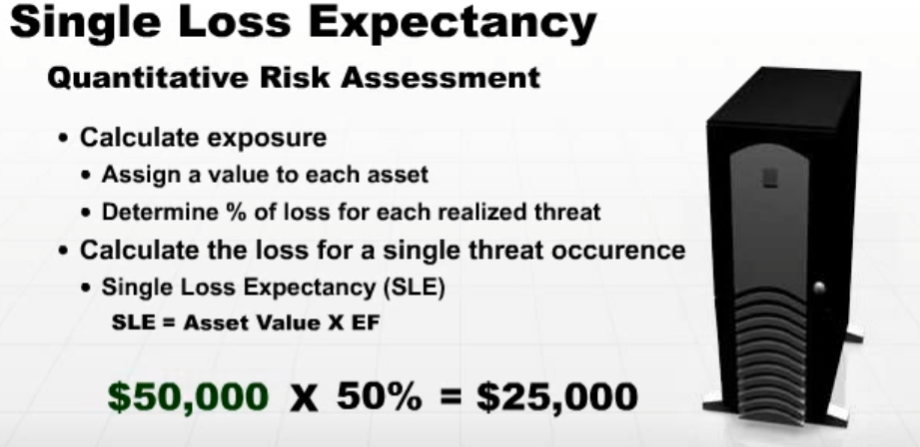 Single Loss Expectancy
Quantitative Risk Assessment
• Calculate exposure
• Assign a value to each asset
• Determine % of loss for each realized threat
• Calculate the loss for a single threat occurence
• Single Loss Expectancy (SLE)
SLE = Asset Value X EF
$50,000 X 50% = $25,000